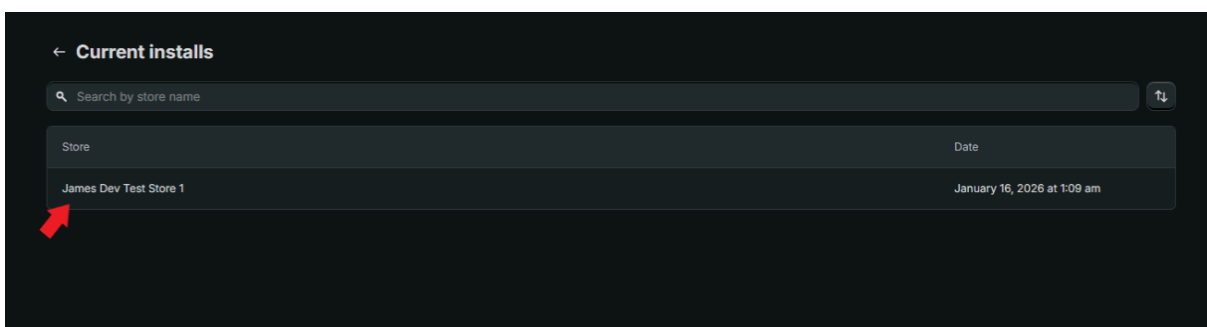 Current installs
Search by store name
Store Date
James Dev Test Store 1 January 16, 2026 at 1:09 am